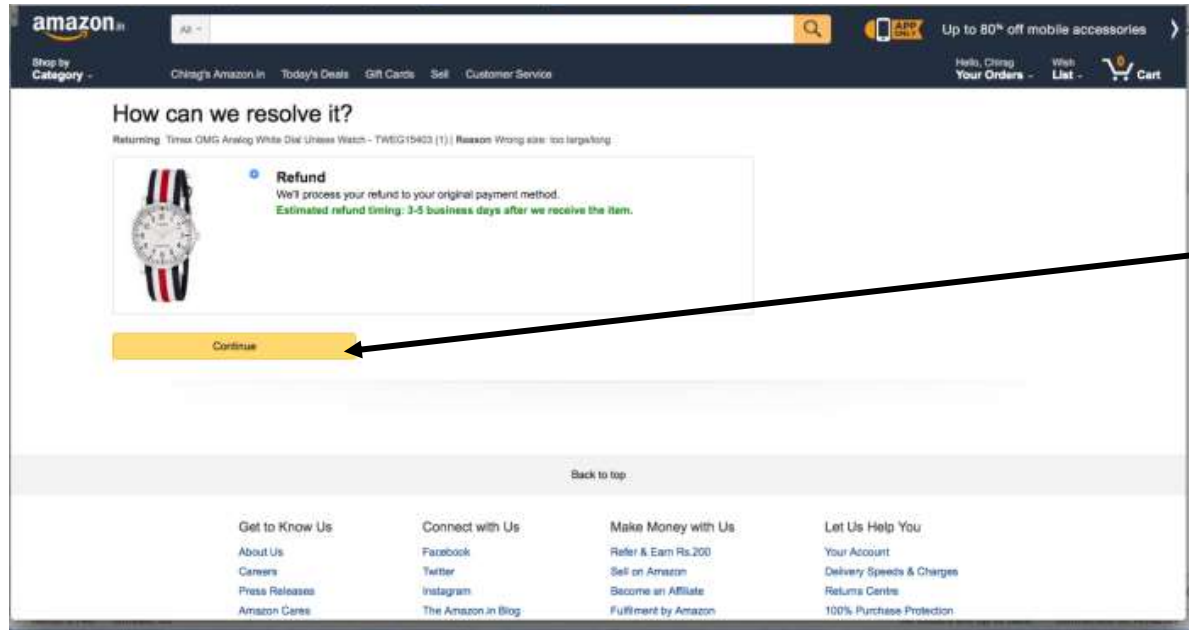 amazon.in
All
APP ONLY
Up to 80% off mobile accessories
Shop by
Category
Chirag's Amazon.in Today's Deals Gift Cards Sell Customer Service
Hello, Chirag
Your Orders
Wish
List
0
Cart
How can we resolve it?
Returning Timex OMG Analog White Dial Unisex Watch - TWEG15403 (1) | Reason Wrong size: too large/long
Refund
We'll process your refund to your original payment method.
Estimated refund timing: 3-5 business days after we receive the item.
Continue
Back to top
Get to Know Us
About Us
Careers
Press Releases
Amazon Cares
Connect with Us
Facebook
Twitter
Instagram
The Amazon.in Blog
Make Money with Us
Refer & Earn Rs.200
Sell on Amazon
Become an Affiliate
Fulfilment by Amazon
Let Us Help You
Your Account
Delivery Speeds & Charges
Returns Centre
100% Purchase Protection